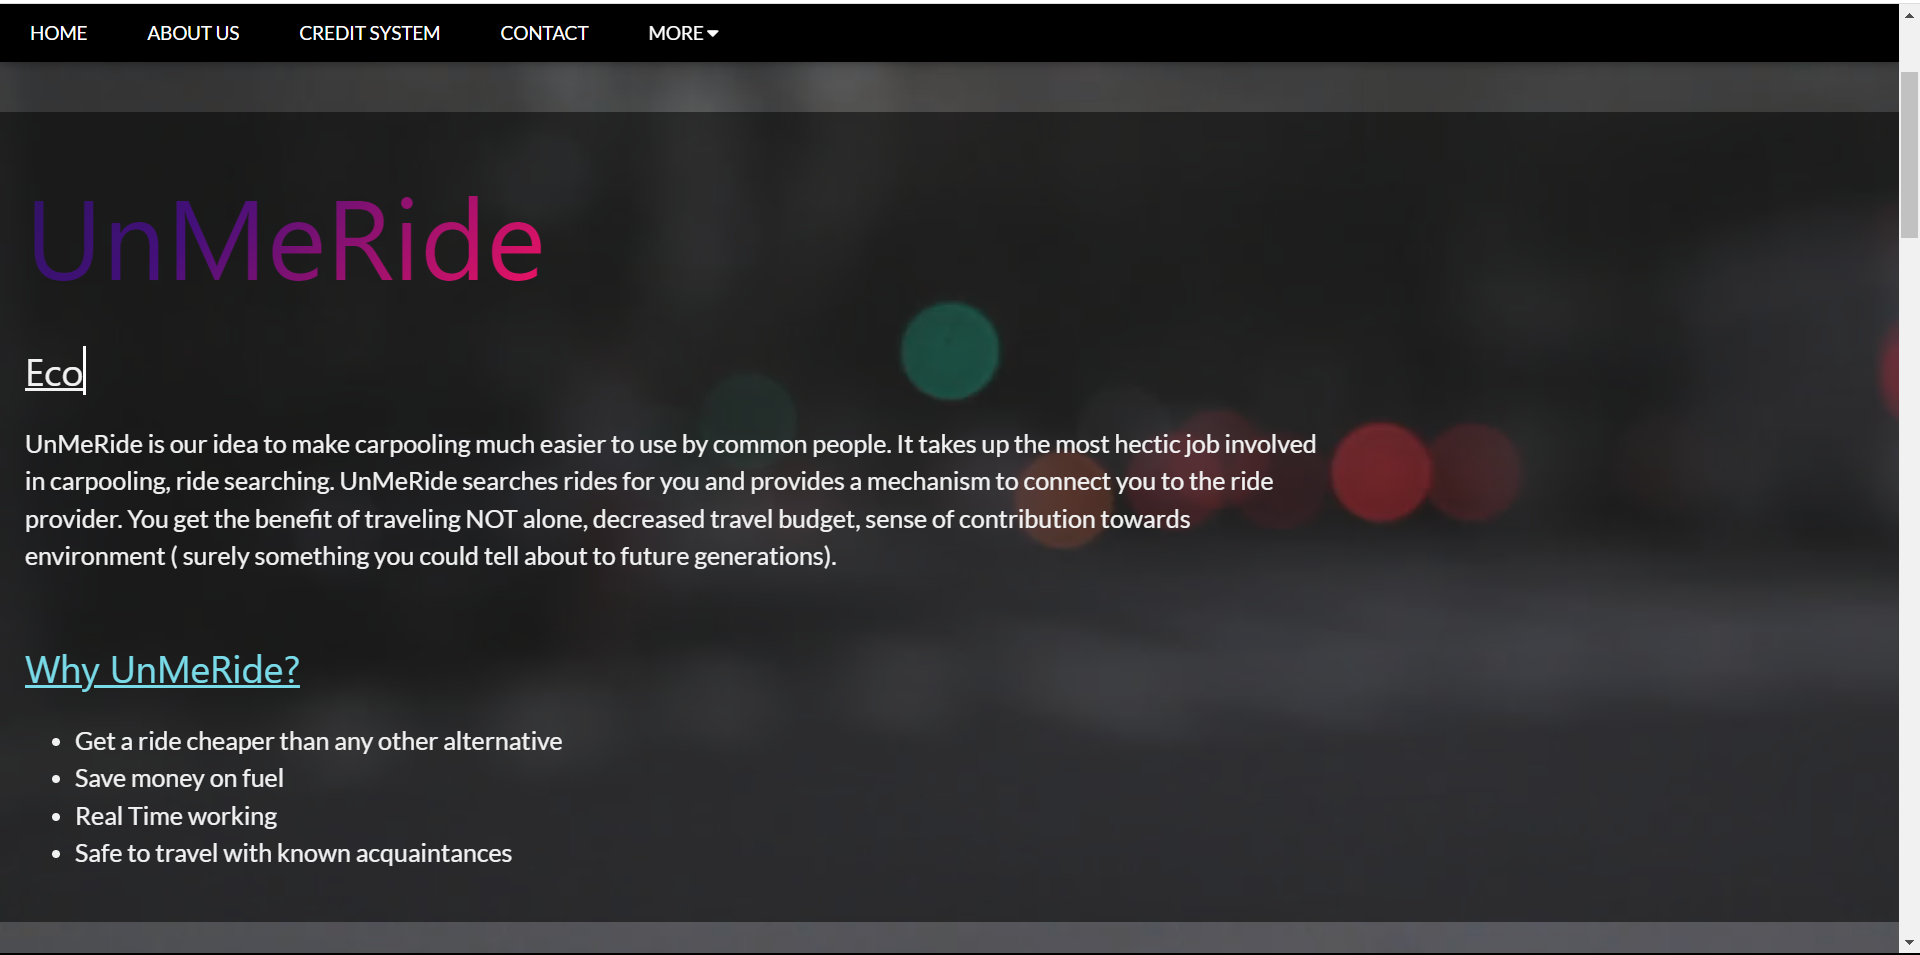 HOME ABOUT US CREDIT SYSTEM CONTACT MORE
UnMeRide
Eco
UnMeRide is our idea to make carpooling much easier to use by common people. It takes up the most hectic job involved
in carpooling, ride searching. UnMeRide searches rides for you and provides a mechanism to connect you to the ride
provider. You get the benefit of traveling NOT alone, decreased travel budget, sense of contribution towards
environment ( surely something you could tell about to future generations).
Why UnMeRide?
• Get a ride cheaper than any other alternative
• Save money on fuel
• Real Time working
• Safe to travel with known acquaintances